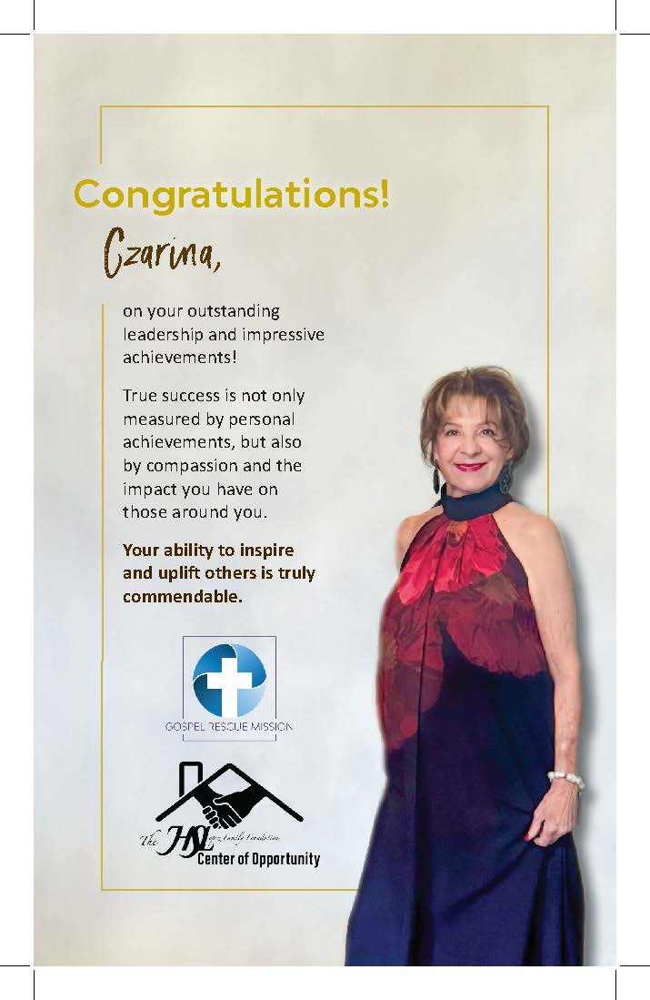 Congratulations!
Czarina,
on your outstanding
leadership and impressive
achievements!
True success is not only
measured by personal
achievements, but also
by compassion and the
impact you have on
those around you.
Your ability to inspire
and uplift others is truly
commendable.
GOSPEL RESCUE MISSION
The HSLopez Family Foundation
Center of Opportunity